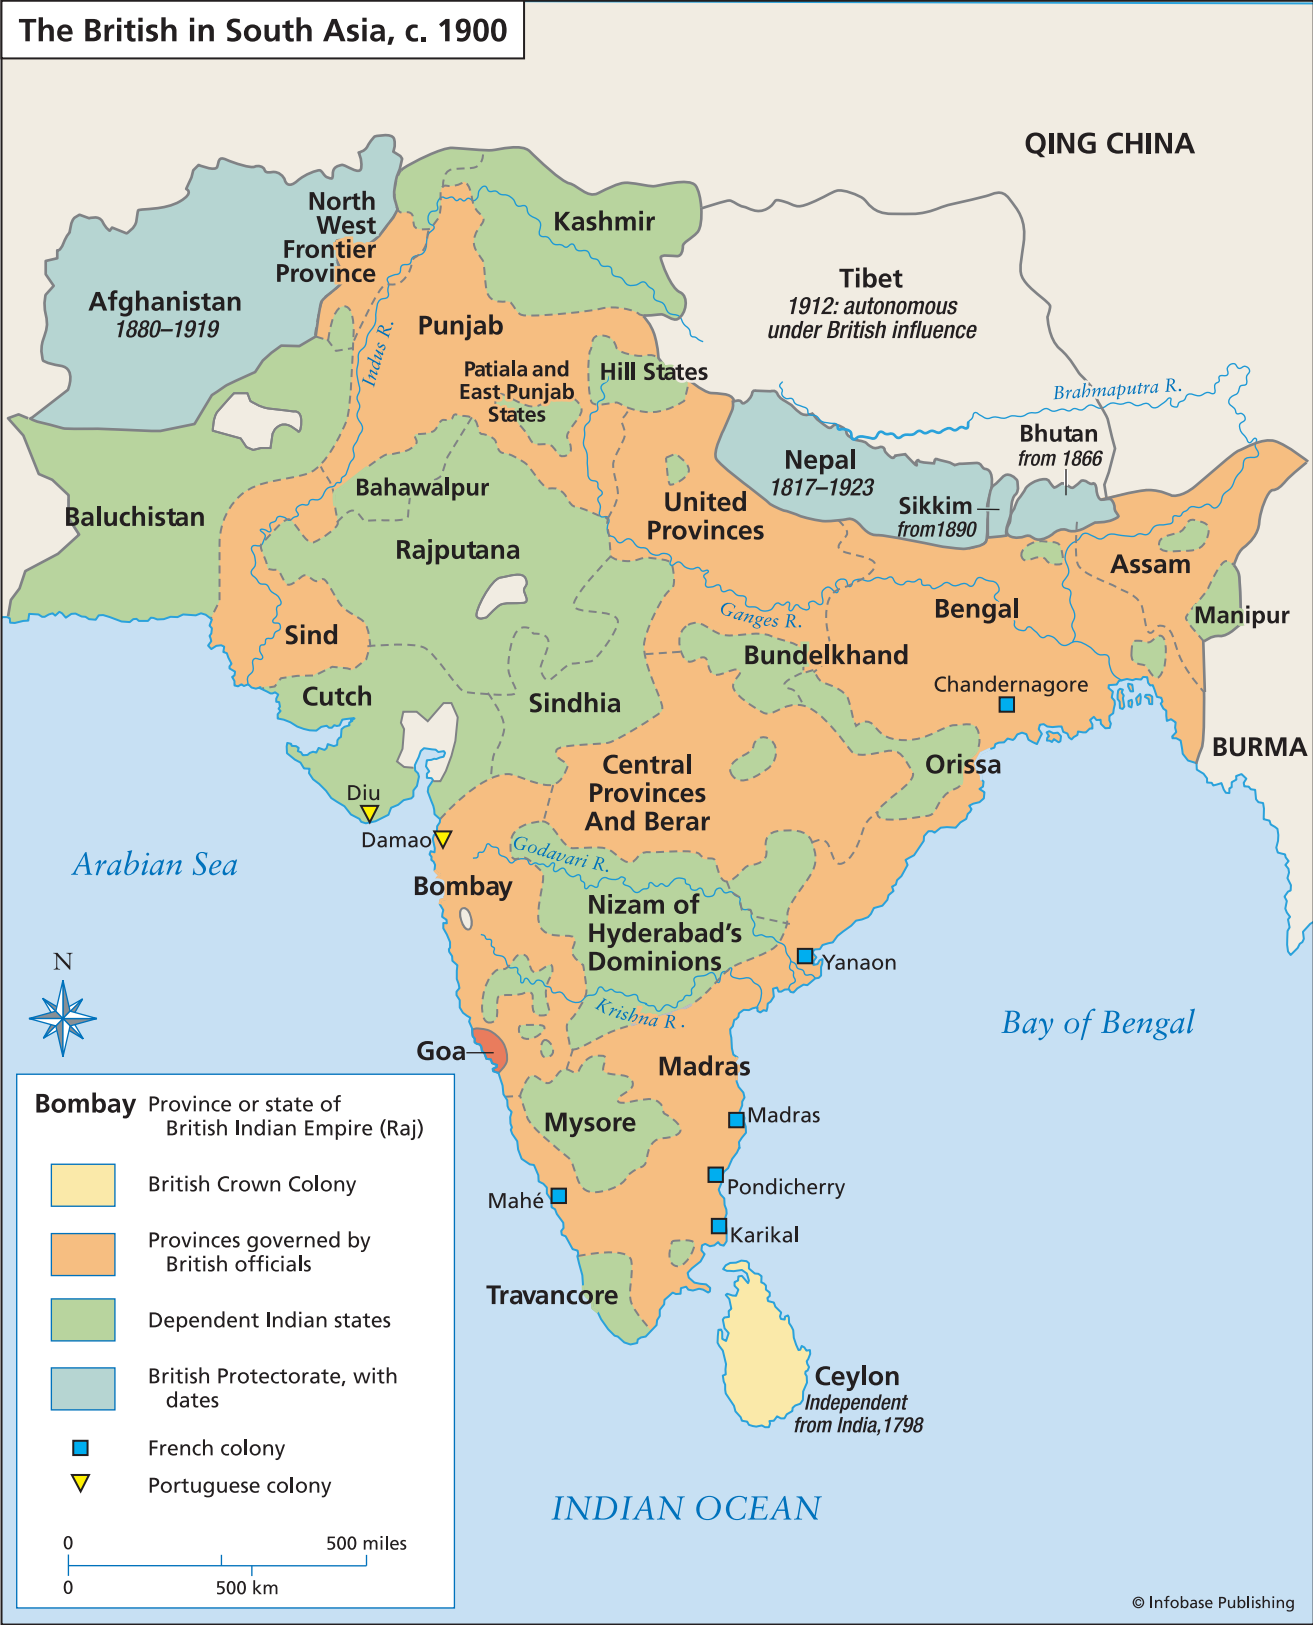 The British in South Asia, c. 1900
QING CHINA
North
West
Frontier
Province
Kashmir
Tibet
1912: autonomous
under British influence
Afghanistan
1880–1919
Punjab
Indus R.
Patiala and
East Punjab
States
Hill States
Brahmaputra R.
Bhutan
from 1866
Nepal
1817–1923
Sikkim
from1890
Bahawalpur
United
Provinces
Baluchistan
Rajputana
Assam
Ganges R.
Bengal
Manipur
Sind
Bundelkhand
Chandernagore
Cutch
Sindhia
BURMA
Central
Provinces
And Berar
Orissa
Diu
Damao
Arabian Sea
Godavari R.
Bombay
Nizam of
Hyderabad's
Dominions
Yanaon
N
Krishna R.
Bay of Bengal
Goa
Madras
Mysore
Madras
Pondicherry
Mahé
Karikal
Travancore
Ceylon
Independent
from India,1798
INDIAN OCEAN
Bombay Province or state of
British Indian Empire (Raj)
British Crown Colony
Provinces governed by
British officials
Dependent Indian states
British Protectorate, with
dates
French colony
Portuguese colony
0 500 miles
0 500 km
© Infobase Publishing